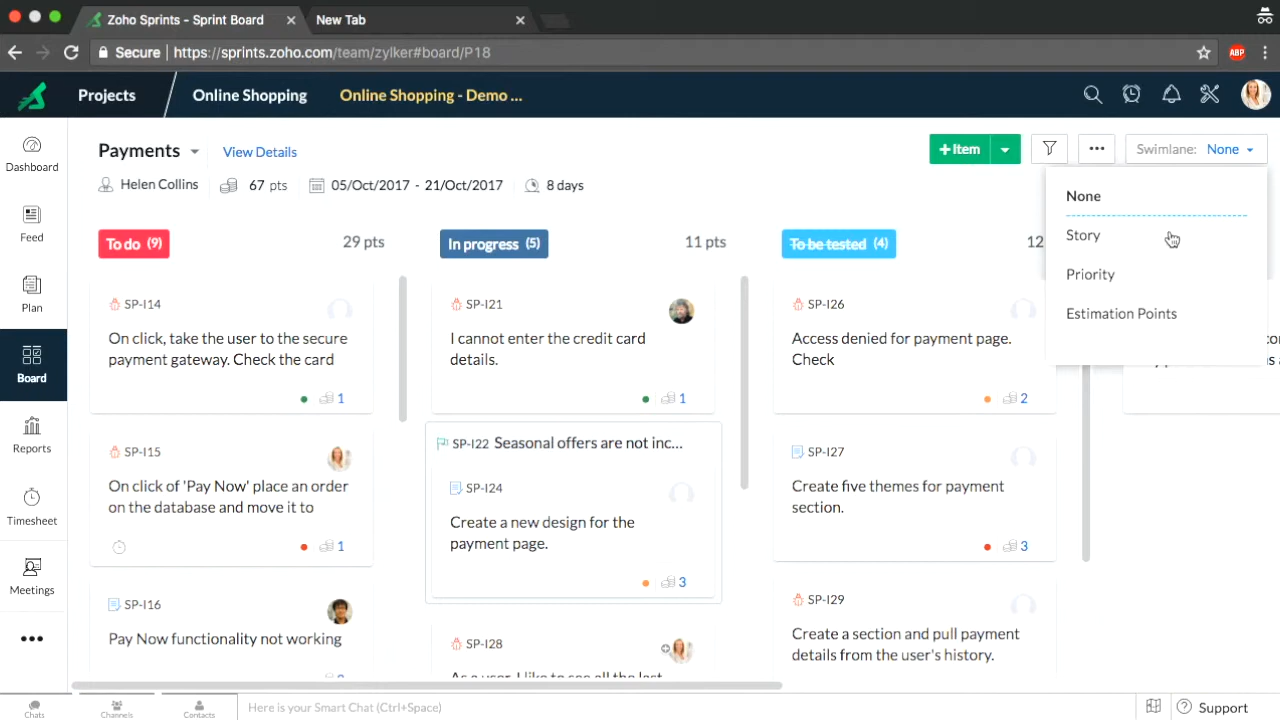 Zoho Sprints - Sprint Board
New Tab
Secure | https://sprints.zoho.com/team/zylker#board/P18
ABP
Projects
Online Shopping
Online Shopping - Demo ...
Dashboard
Feed
Plan
Board
Reports
Timesheet
Meetings
Payments
View Details
+ Item
Swimlane: None
Helen Collins
67 pts
05/Oct/2017 - 21/Oct/2017
8 days
None
Story
Priority
Estimation Points
To do (9)
29 pts
SP-I14
On click, take the user to the secure
payment gateway. Check the card
1
SP-I15
On click of 'Pay Now' place an order
on the database and move it to
1
SP-I16
Pay Now functionality not working
In progress (5)
11 pts
SP-I21
I cannot enter the credit card
details.
1
SP-I22 Seasonal offers are not inc...
SP-I24
Create a new design for the
payment page.
3
SP-I28
As a user, I like to see all the last
To be tested (4)
12
SP-I26
Access denied for payment page.
Check
2
SP-I27
Create five themes for payment
section.
3
SP-I29
Create a section and pull payment
details from the user's history.
Chats
Channels
Contacts
Here is your Smart Chat (Ctrl+Space)
Support